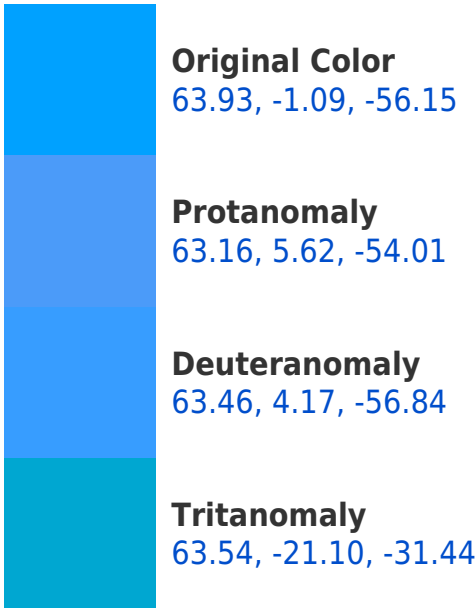 Original Color
63.93, -1.09, -56.15
Protanomaly
63.16, 5.62, -54.01
Deuteranomaly
63.46, 4.17, -56.84
Tritanomaly
63.54, -21.10, -31.44